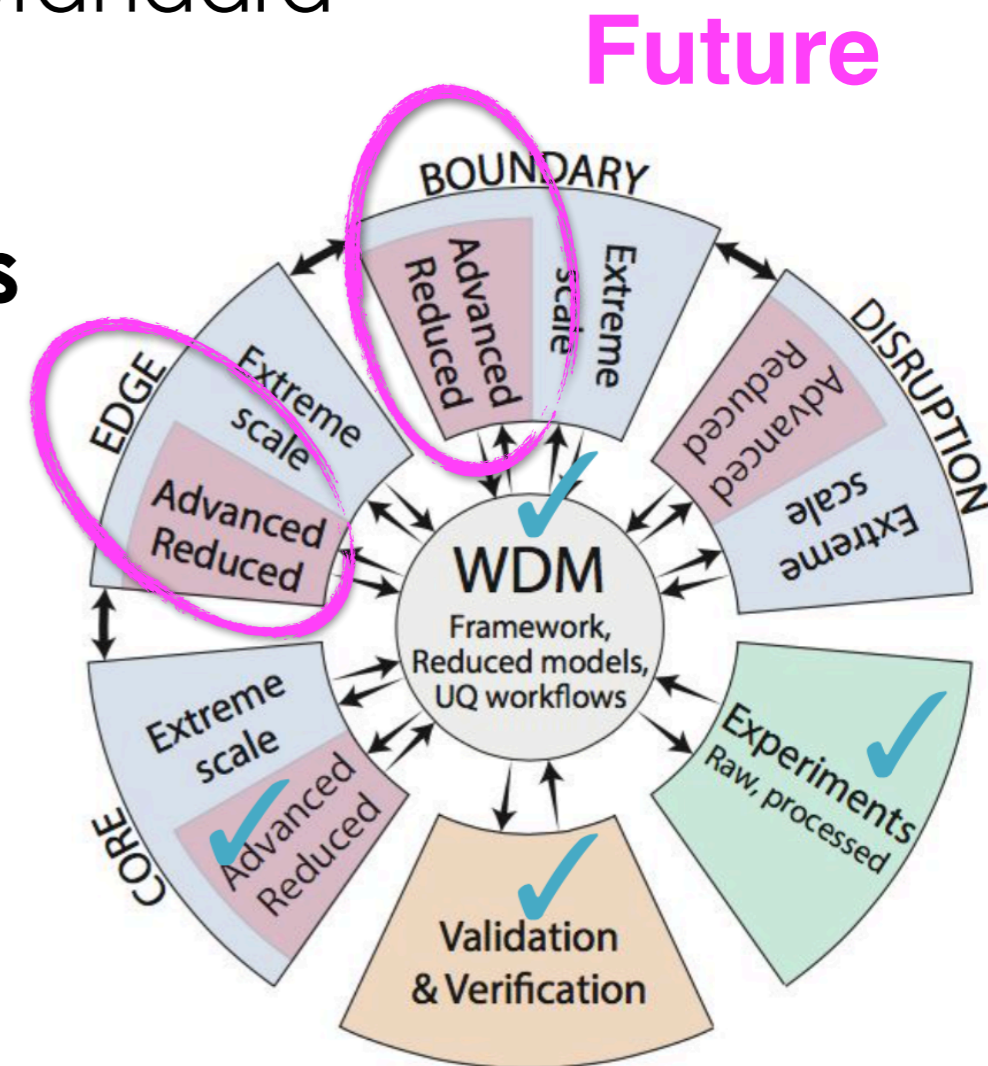 Future
BOUNDARY
Advanced
Reduced
Extreme
scale
DISRUPTION
Advanced
Reduced
Extreme
scale
EDGE
Extreme
scale
Advanced
Reduced
WDM
Framework,
Reduced models,
UQ workflows
Extreme
scale
Advanced
Reduced
CORE
Experiments
Raw, processed
Validation
& Verification